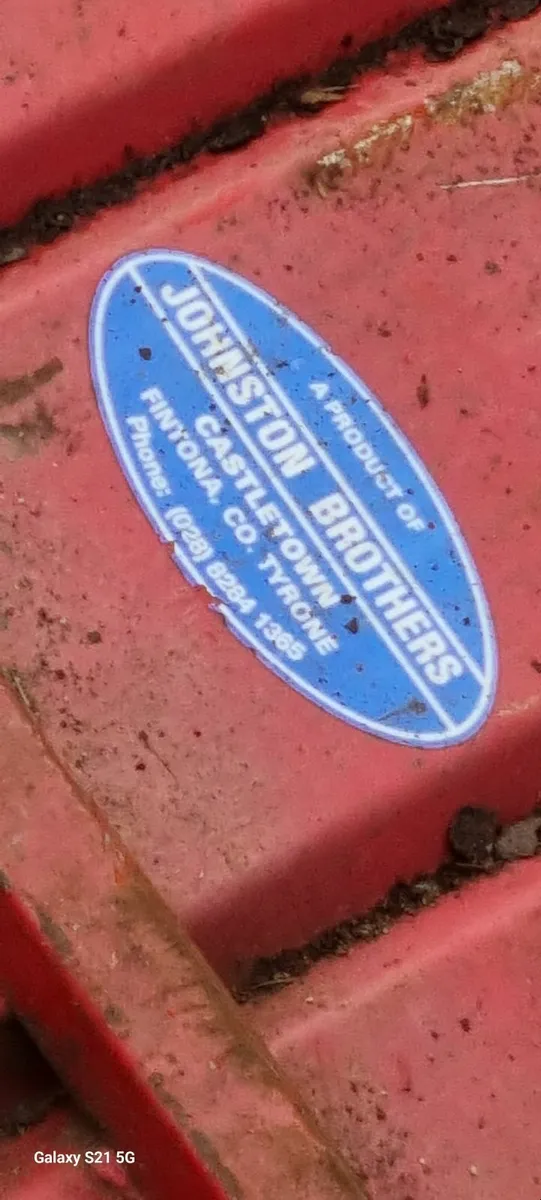 A PRODUCT OF
JOHNSTON BROTHERS
CASTLETOWN
FINTONA, CO. TYRONE
Phone: (028) 8284 1365
Galaxy S21 5G